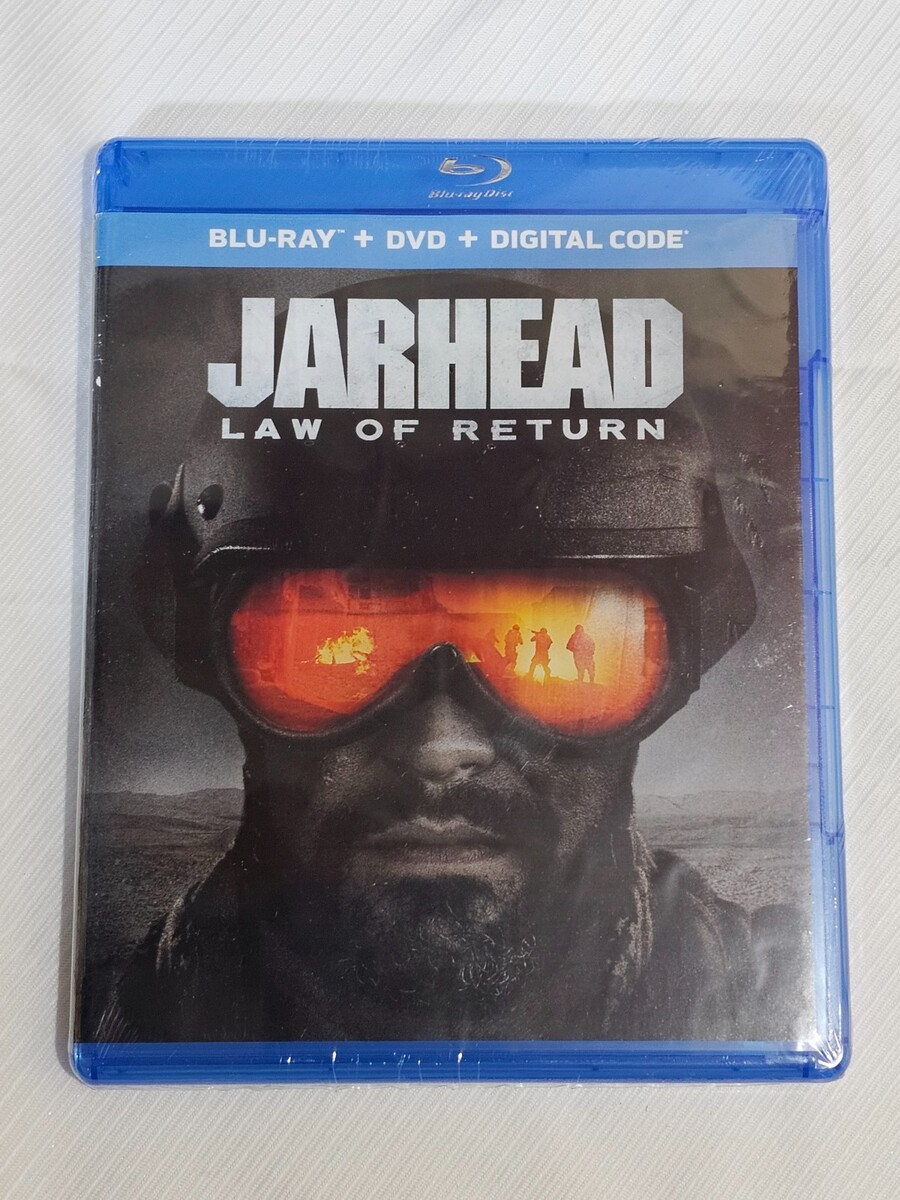 Blu-ray Disc
BLU-RAY™ + DVD + DIGITAL CODE*
JARHEAD
LAW OF RETURN